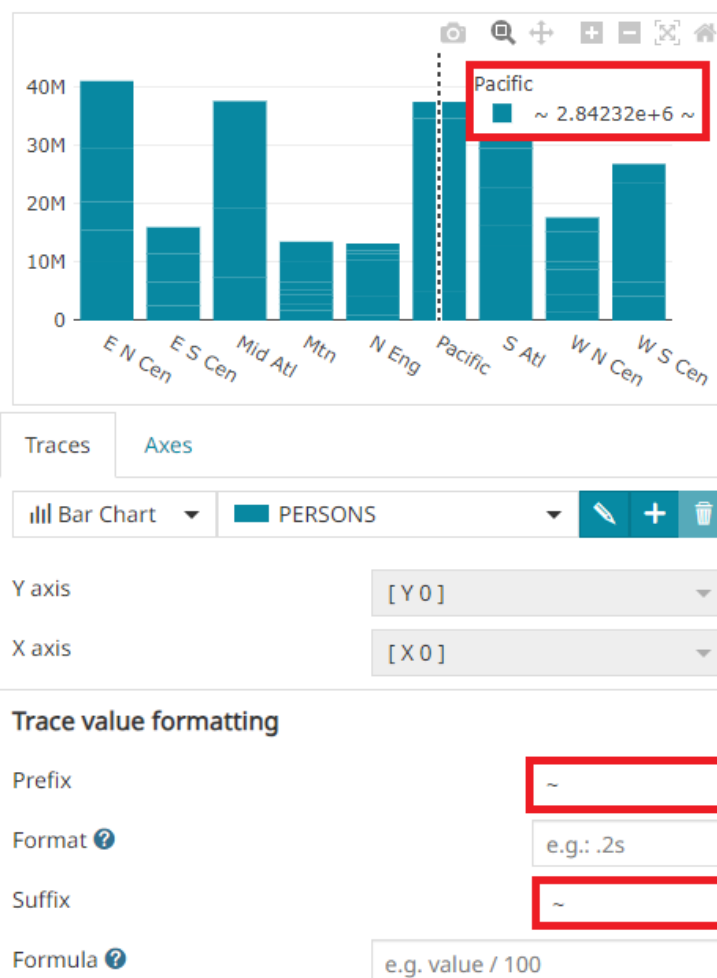 Pacific
~ 2.84232e+6 ~
40M
30M
20M
10M
0
E N Cen
E S Cen
Mid Atl
Mtn
N Eng
Pacific
S Atl
W N Cen
W S Cen
Traces Axes
Bar Chart PERSONS
Y axis [ Y 0 ]
X axis [ X 0 ]
Trace value formatting
Prefix ~
Format ? e.g.: .2s
Suffix ~
Formula ? e.g. value / 100